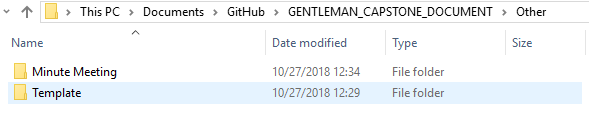 This PC > Documents > GitHub > GENTLEMAN_CAPSTONE_DOCUMENT > Other
Name Date modified Type Size
Minute Meeting 10/27/2018 12:34 File folder
Template 10/27/2018 12:29 File folder